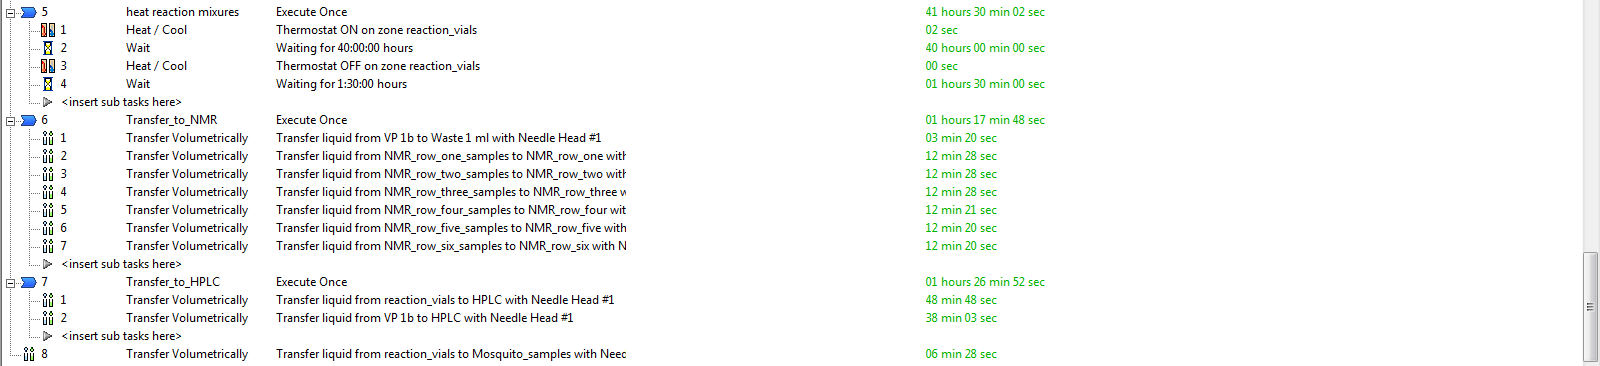 5 heat reaction mixures Execute Once 41 hours 30 min 02 sec
1 Heat / Cool Thermostat ON on zone reaction_vials 02 sec
2 Wait Waiting for 40:00:00 hours 40 hours 00 min 00 sec
3 Heat / Cool Thermostat OFF on zone reaction_vials 00 sec
4 Wait Waiting for 1:30:00 hours 01 hours 30 min 00 sec
<insert sub tasks here>
6 Transfer_to_NMR Execute Once 01 hours 17 min 48 sec
1 Transfer Volumetrically Transfer liquid from VP 1b to Waste 1 ml with Needle Head #1 03 min 20 sec
2 Transfer Volumetrically Transfer liquid from NMR_row_one_samples to NMR_row_one with 12 min 28 sec
3 Transfer Volumetrically Transfer liquid from NMR_row_two_samples to NMR_row_two with 12 min 28 sec
4 Transfer Volumetrically Transfer liquid from NMR_row_three_samples to NMR_row_three w 12 min 28 sec
5 Transfer Volumetrically Transfer liquid from NMR_row_four_samples to NMR_row_four wit 12 min 21 sec
6 Transfer Volumetrically Transfer liquid from NMR_row_five_samples to NMR_row_five with 12 min 20 sec
7 Transfer Volumetrically Transfer liquid from NMR_row_six_samples to NMR_row_six with N 12 min 20 sec
<insert sub tasks here>
7 Transfer_to_HPLC Execute Once 01 hours 26 min 52 sec
1 Transfer Volumetrically Transfer liquid from reaction_vials to HPLC with Needle Head #1 48 min 48 sec
2 Transfer Volumetrically Transfer liquid from VP 1b to HPLC with Needle Head #1 38 min 03 sec
<insert sub tasks here>
8 Transfer Volumetrically Transfer liquid from reaction_vials to Mosquito_samples with Need 06 min 28 sec